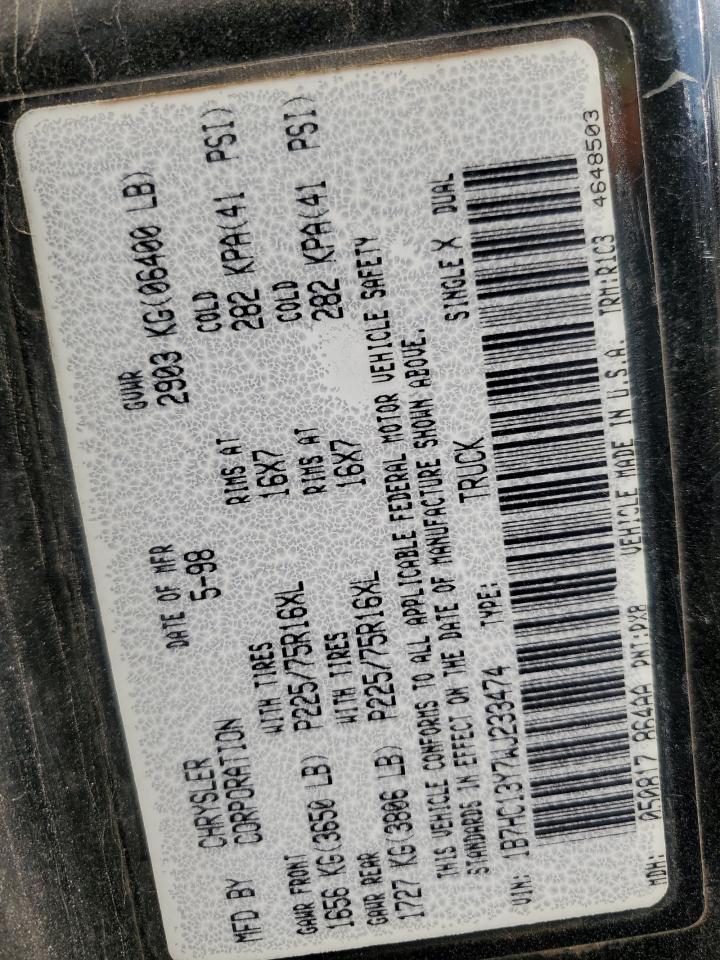 MFD BY CHRYSLER CORPORATION
DATE OF MFR
5-98
GVWR
2903 KG(06400 LB)
GAWR FRONT
1656 KG(3650 LB)
WITH TIRES
P225/75R16XL
RIMS AT
16X7
COLD
282 KPA(41 PSI)
GAWR REAR
1727 KG(3806 LB)
WITH TIRES
P225/75R16XL
RIMS AT
16X7
COLD
282 KPA(41 PSI)
THIS VEHICLE CONFORMS TO ALL APPLICABLE FEDERAL MOTOR VEHICLE SAFETY
STANDARDS IN EFFECT ON THE DATE OF MANUFACTURE SHOWN ABOVE.
VIN: 1B7HC13Y7WJ233474 TYPE: TRUCK SINGLE X DUAL
MDH: 050817 864AA PNT:PX8 VEHICLE MADE IN U.S.A. TRM:R1C3 4648503